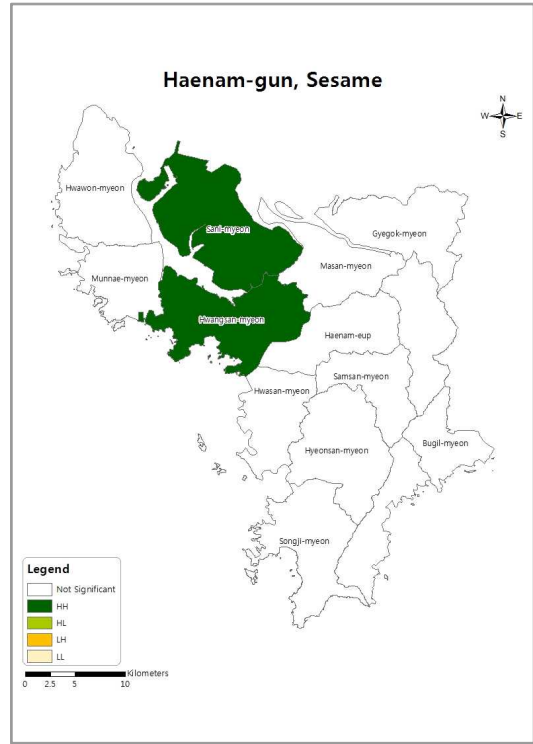 Haenam-gun, Sesame
N
W E
S
Hwawon-myeon
Sani-myeon
Gyegok-myeon
Masan-myeon
Munnae-myeon
Hwangsan-myeon
Haenam-eup
Samsan-myeon
Hwasan-myeon
Bugil-myeon
Hyeonsan-myeon
Songji-myeon
Legend
Not Significant
HH
HL
LH
LL
Kilometers
0 2.5 5 10